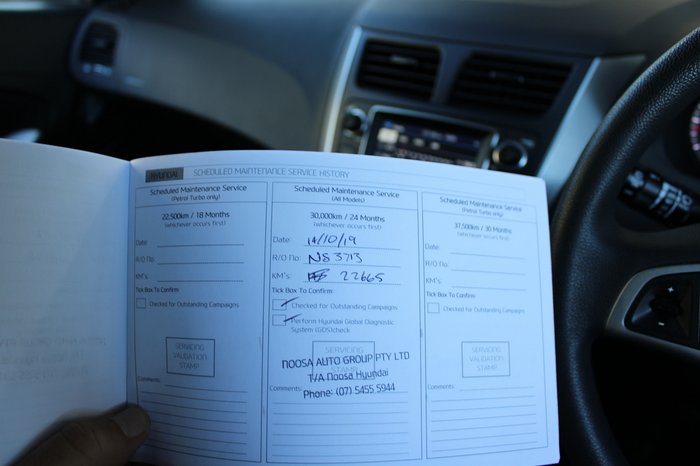 HYUNDAI SCHEDULED MAINTENANCE SERVICE HISTORY
Scheduled Maintenance Service
(Petrol Turbo only)
22,500km / 18 Months
(whichever occurs first)
Date
R/O No:
KM's:
Tick Box To Confirm:
Checked for Outstanding Campaigns
SERVICING
VALIDATION
STAMP
Comments:
Scheduled Maintenance Service
(All Models)
30,000km / 24 Months
(whichever occurs first)
Date: 14/10/19
R/O No: NS 3713
KM's: 22665
Tick Box To Confirm:
Checked for Outstanding Campaigns
Perform Hyundai Global Diagnostic
System (GDS)check
SERVICING
NOOSA AUTO GROUP PTY LTD
T/A Noosa Hyundai
Comments: Phone: (07) 5455 5944
Scheduled Maintenance Service
(Petrol Turbo only)
37,500km / 30 Months
(whichever occurs first)
Date:
R/O No:
KM's:
Tick Box To Confirm:
Checked for Outstanding Campaigns
SERVICING
VALIDATION
STAMP
Comments: